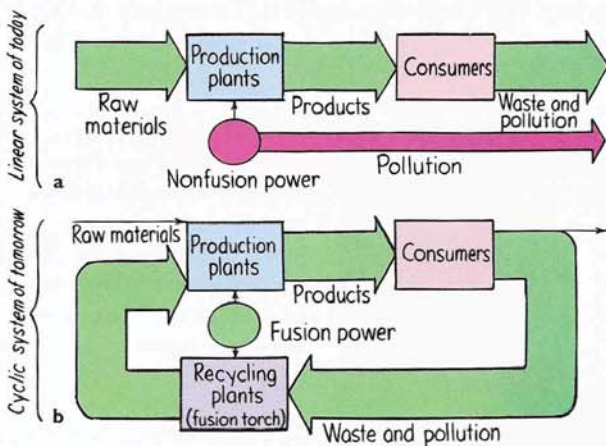 Linear system of today
a
Raw
materials
Production
plants
Products
Consumers
Waste and
pollution
Nonfusion power
Pollution
Cyclic system of tomorrow
b
Raw materials
Production
plants
Products
Consumers
Fusion power
Recycling
plants
(fusion torch)
Waste and pollution